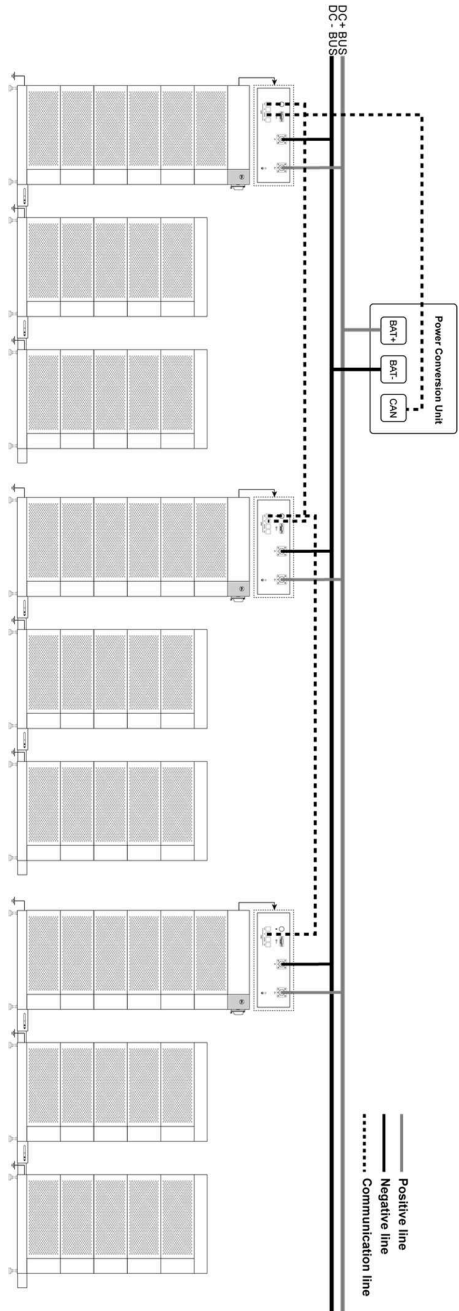 DC+ BUS
DC - BUS
Power Conversion Unit
BAT+
BAT-
CAN
Positive line
Negative line
Communication line